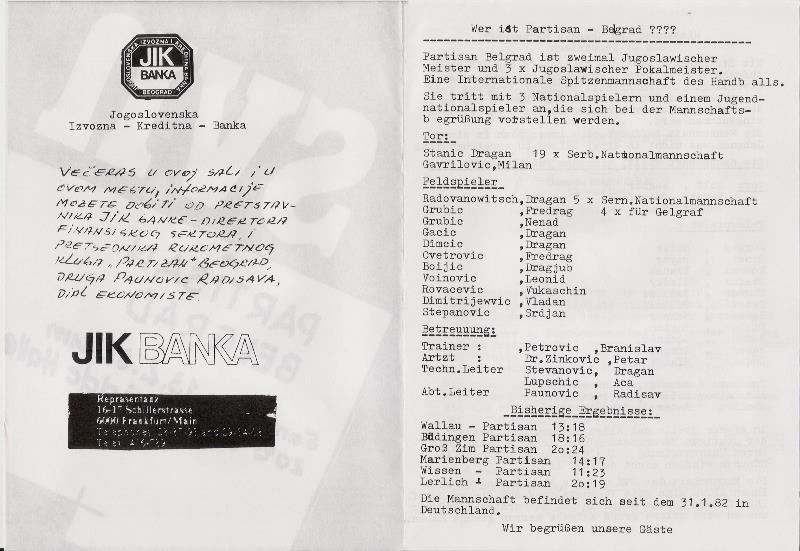 JUGOSLOVENSKA IZVOZNA I KREDITNA BANKA
JIK
BANKA
BEOGRAD
Jogoslovenska
Izvozna - Kreditna - Banka
VEČERAS U OVOJ SALI I U
OVOM MESTU, INFORMACIJE
MOŽETE DOBITI OD PRETSTAV-
NIKA JIK BANKE - DIREKTORA
FINANSISKOG SEKTORA I
PRETSEDNIKA RUKOMETNOG
KLUBA „PARTIZAN" BEOGRAD,
DRUGA PAUNOVIĆ RADISAVA,
DIPL EKONOMISTE.
JIK BANKA
Repräsentanz
16-17 Schillerstrasse
6000 Frankfurt/Main
Wer ist Partisan - Belgrad ????
Partisan Belgrad ist zweimal Jugoslawischer
Meister und 3 x Jugoslawischer Pokalmeister.
Eine Internationale Spitzenmannschaft des Handb alls.
Sie tritt mit 3 Nationalspielern und einem Jugend-
nationalspieler an,die sich bei der Mannschafts-
b egrüßung vorstellen werden.
Tor:
Stanic Dragan 19 x Serb.Nationalmannschaft
Gavrilovic,Milan
Feldspieler
Radovanowitsch,Dragan 5 x Sern.Nationalmannschaft
Grubic ,Fredrag 4 x für Gelgraf
Grubic ,Nenad
Gacic ,Dragan
Dimcic ,Dragan
Cvetrovic ,Fredrag
Boijic ,Dragjub
Voinovic ,Leonid
Rovacevic ,Vukaschin
Dimitrijewvic ,Vladan
Stepanovic ,Srdjan
Betreuung:
Trainer : ,Petrovic ,Branislav
Artzt : Dr.Zinkovic ,Petar
Techn.Leiter Stevanovic, Dragan
Lupschic , Aca
Abt.Leiter Paunovic , Radisav
Bisherige Ergebnisse:
Wallau - Partisan 13:18
Büdingen Partisan 18:16
Groß Zim Partisan 2o:24
Marienberg Partisan 14:17
Wissen - Partisan 11:23
Lerlich - Partisan 2o:19
Die Mannschaft befindet sich seit dem 31.1.82 in
Deutschland.
Wir begrüßen unsere Gäste